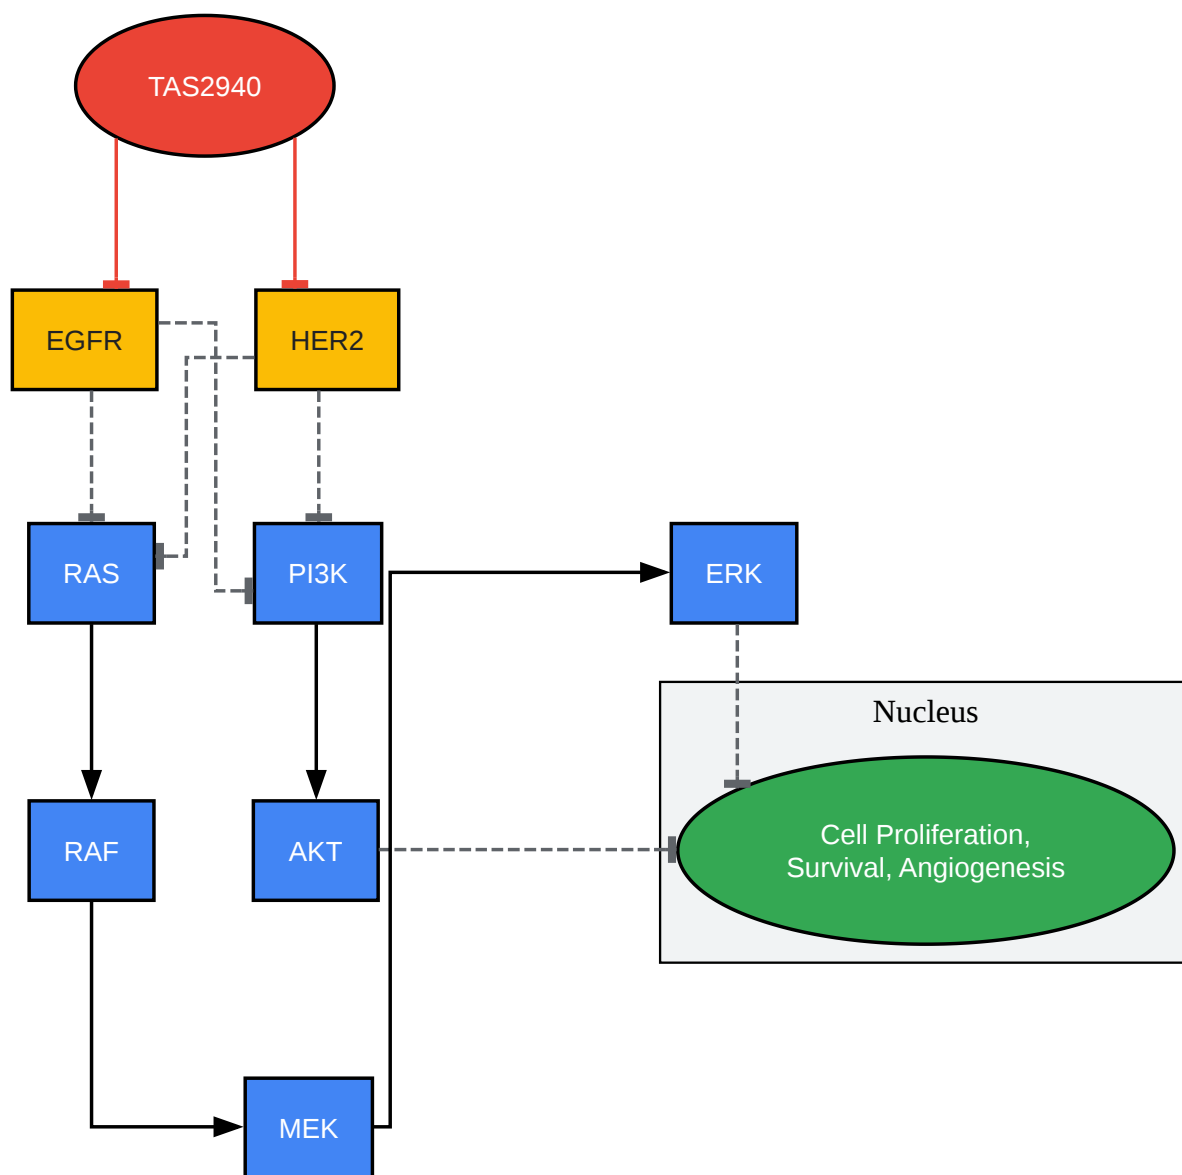 TAS2940
EGFR
HER2
RAS
PI3K
ERK
Nucleus
Cell Proliferation,
Survival, Angiogenesis
RAF
AKT
MEK